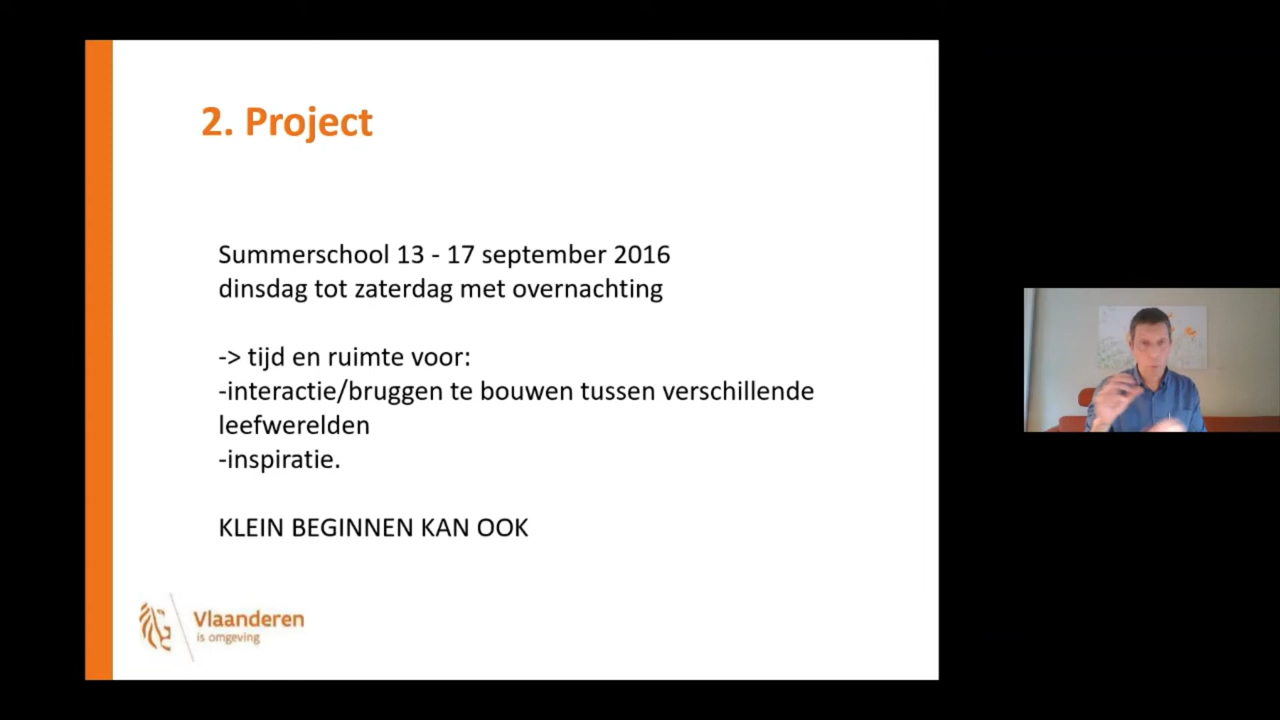 2. Project
Summerschool 13 - 17 september 2016
dinsdag tot zaterdag met overnachting
-> tijd en ruimte voor:
-interactie/bruggen te bouwen tussen verschillende
leefwerelden
-inspiratie.
KLEIN BEGINNEN KAN OOK
Vlaanderen
is omgeving